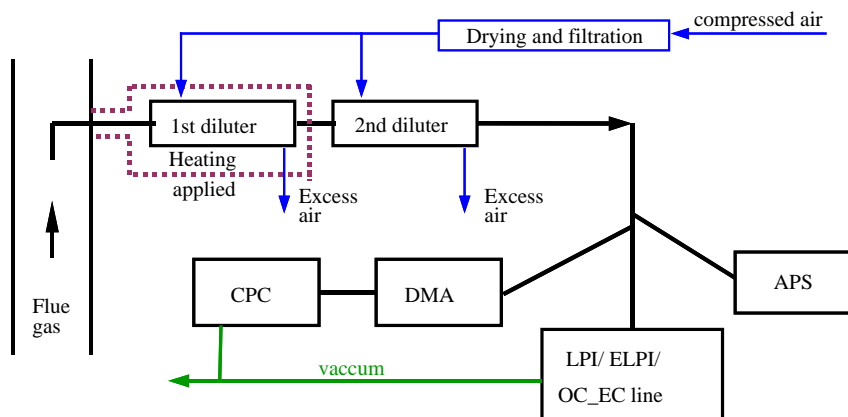 compressed air
Drying and filtration
1st diluter
2nd diluter
Heating
applied
Excess
air
Excess
air
Flue
gas
CPC
DMA
APS
vaccum
LPI/ ELPI/
OC_EC line